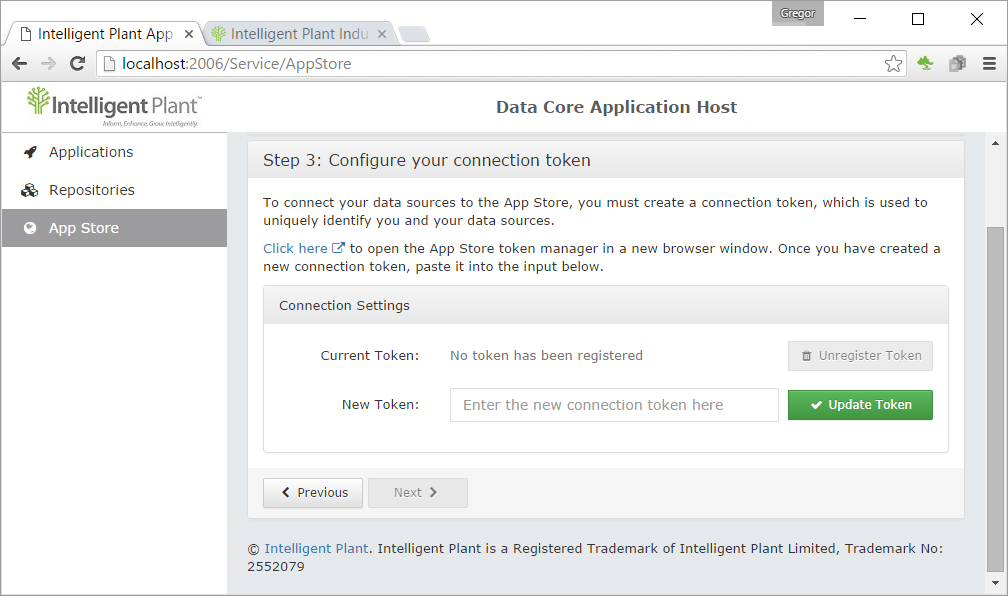 Gregor
Intelligent Plant App
Intelligent Plant Indu
localhost:2006/Service/AppStore
Intelligent Plant™
Inform, Enhance, Grow. Intelligently.
Data Core Application Host
Applications
Repositories
App Store
Step 3: Configure your connection token
To connect your data sources to the App Store, you must create a connection token, which is used to
uniquely identify you and your data sources.
Click here to open the App Store token manager in a new browser window. Once you have created a
new connection token, paste it into the input below.
Connection Settings
Current Token: No token has been registered Unregister Token
New Token: Enter the new connection token here Update Token
Previous Next
© Intelligent Plant. Intelligent Plant is a Registered Trademark of Intelligent Plant Limited, Trademark No:
2552079